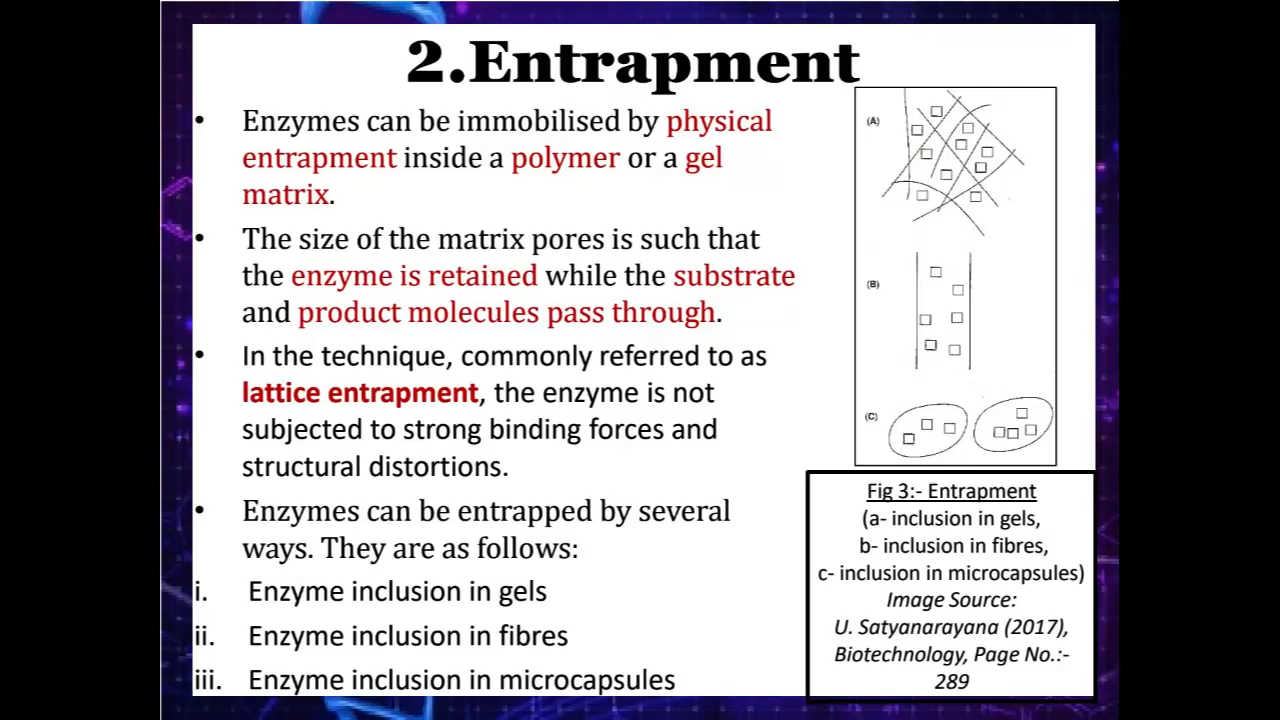 2.Entrapment
• Enzymes can be immobilised by physical
entrapment inside a polymer or a gel
matrix.
• The size of the matrix pores is such that
the enzyme is retained while the substrate
and product molecules pass through.
• In the technique, commonly referred to as
lattice entrapment, the enzyme is not
subjected to strong binding forces and
structural distortions.
• Enzymes can be entrapped by several
ways. They are as follows:
i. Enzyme inclusion in gels
ii. Enzyme inclusion in fibres
iii. Enzyme inclusion in microcapsules
(A)
(B)
(C)
Fig 3:- Entrapment
(a- inclusion in gels,
b- inclusion in fibres,
c- inclusion in microcapsules)
Image Source:
U. Satyanarayana (2017),
Biotechnology, Page No.:-
289